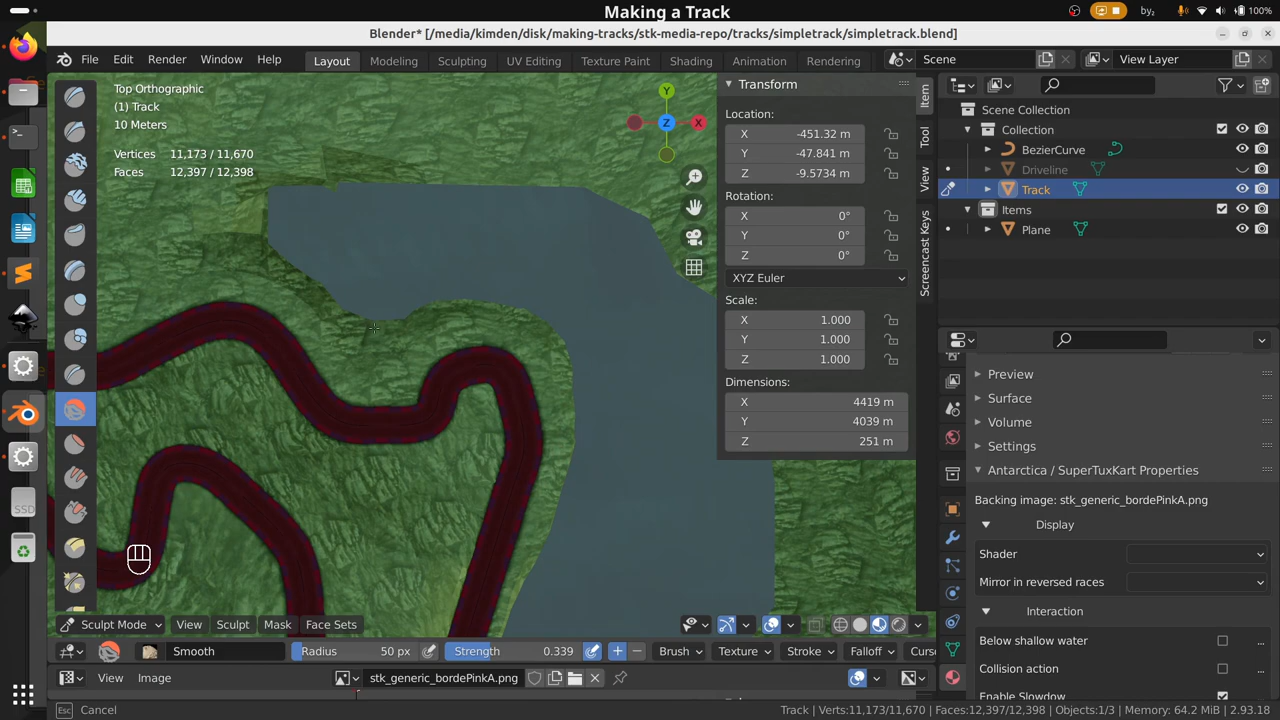 Making a Track
by₂
100%
Blender* [/media/kimden/disk/making-tracks/stk-media-repo/tracks/simpletrack/simpletrack.blend]
File Edit Render Window Help
Layout Modeling Sculpting UV Editing Texture Paint Shading Animation Rendering
Scene
View Layer
Top Orthographic
(1) Track
10 Meters
Vertices 11,173 / 11,670
Faces 12,397 / 12,398
Y
X
Z
Transform
Location:
X -451.32 m
Y -47.841 m
Z -9.5734 m
Rotation:
X 0°
Y 0°
Z 0°
XYZ Euler
Scale:
X 1.000
Y 1.000
Z 1.000
Dimensions:
X 4419 m
Y 4039 m
Z 251 m
Item
Tool
View
Screencast Keys
Scene Collection
Collection
BezierCurve
Driveline
Track
Items
Plane
Preview
Surface
Volume
Settings
Antarctica / SuperTuxKart Properties
Backing image: stk_generic_bordePinkA.png
Display
Shader
Mirror in reversed races
Interaction
Below shallow water ...
Collision action ...
Enable Slowdow ...
SSD
Sculpt Mode View Sculpt Mask Face Sets
Smooth Radius 50 px Strength 0.339 + − Brush Texture Stroke Falloff Curso
View Image stk_generic_bordePinkA.png
Esc Cancel
Track | Verts:11,173/11,670 | Faces:12,397/12,398 | Objects:1/3 | Memory: 64.2 MiB | 2.93.18